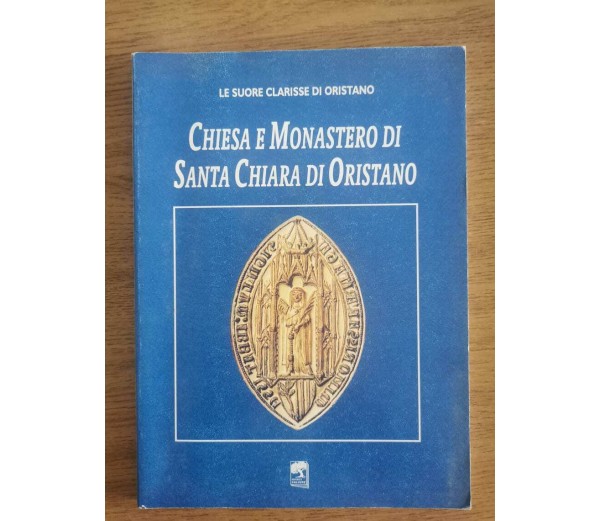 LE SUORE CLARISSE DI ORISTANO
CHIESA E MONASTERO DI
SANTA CHIARA DI ORISTANO